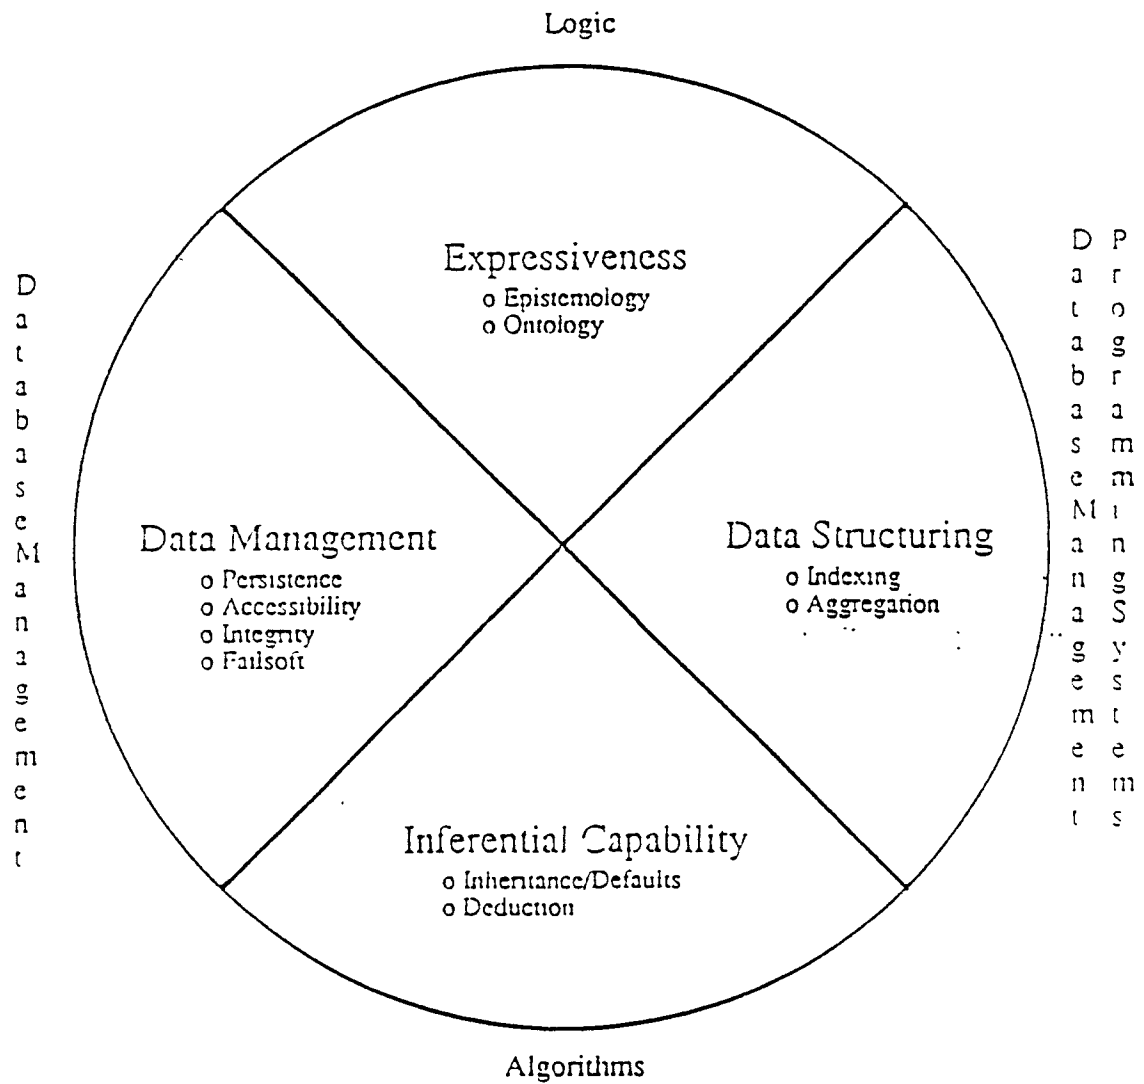 Logic
Expressiveness
o Epistemology
o Ontology
Database Management
Data Management
o Persistence
o Accessibility
o Integrity
o Failsoft
Data Structuring
o Indexing
o Aggregation
Database Management
Programming Systems
Inferential Capability
o Inheritance/Defaults
o Deduction
Algorithms